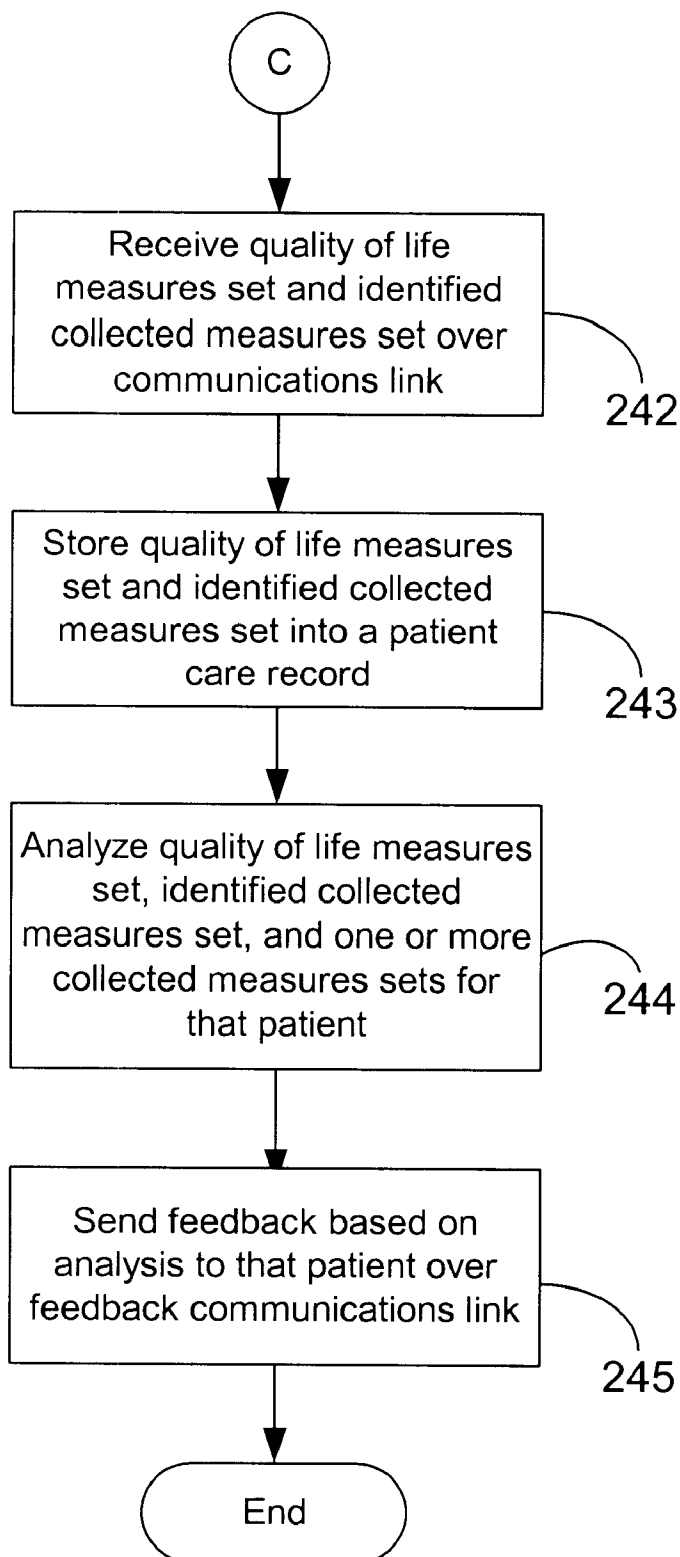 C
Receive quality of life
measures set and identified
collected measures set over
communications link
242
Store quality of life measures
set and identified collected
measures set into a patient
care record
243
Analyze quality of life measures
set, identified collected
measures set, and one or more
collected measures sets for
that patient
244
Send feedback based on
analysis to that patient over
feedback communications link
245
End